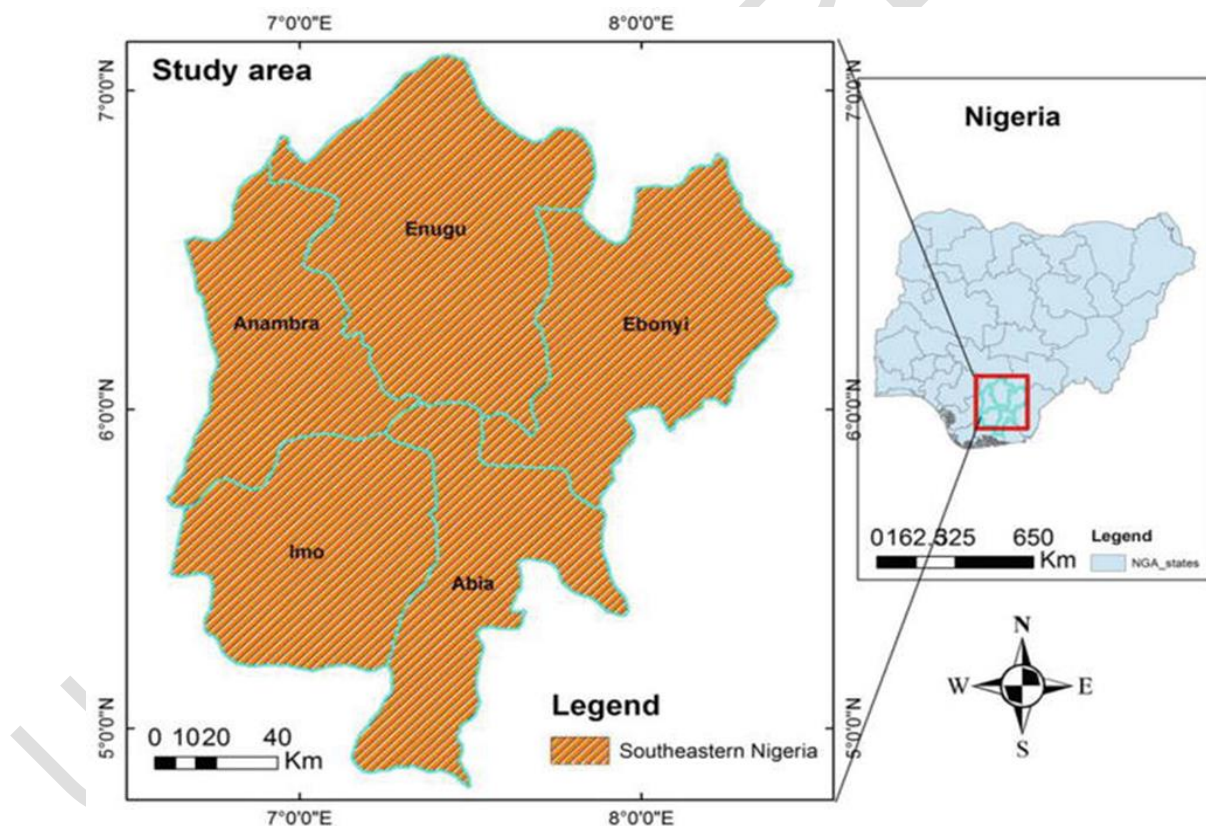 7°0'0"E 8°0'0"E
Study area
7°0'0"N
7°0'0"N
Nigeria
Enugu
Anambra
Ebonyi
6°0'0"N
6°0'0"N
Imo
Abia
0162.5325 650
Km
Legend
NGA_states
Legend
Southeastern Nigeria
0 1020 40
Km
5°0'0"N
5°0'0"N
N
W E
S
7°0'0"E 8°0'0"E